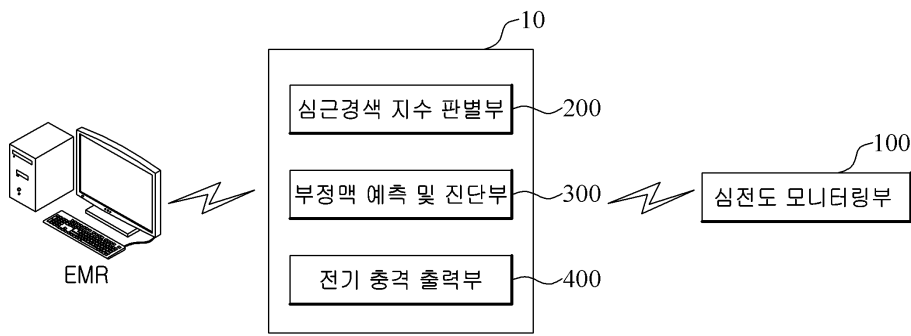 10
심근경색 지수 판별부
200
100
부정맥 예측 및 진단부
300
심전도 모니터링부
전기 충격 출력부
400
EMR